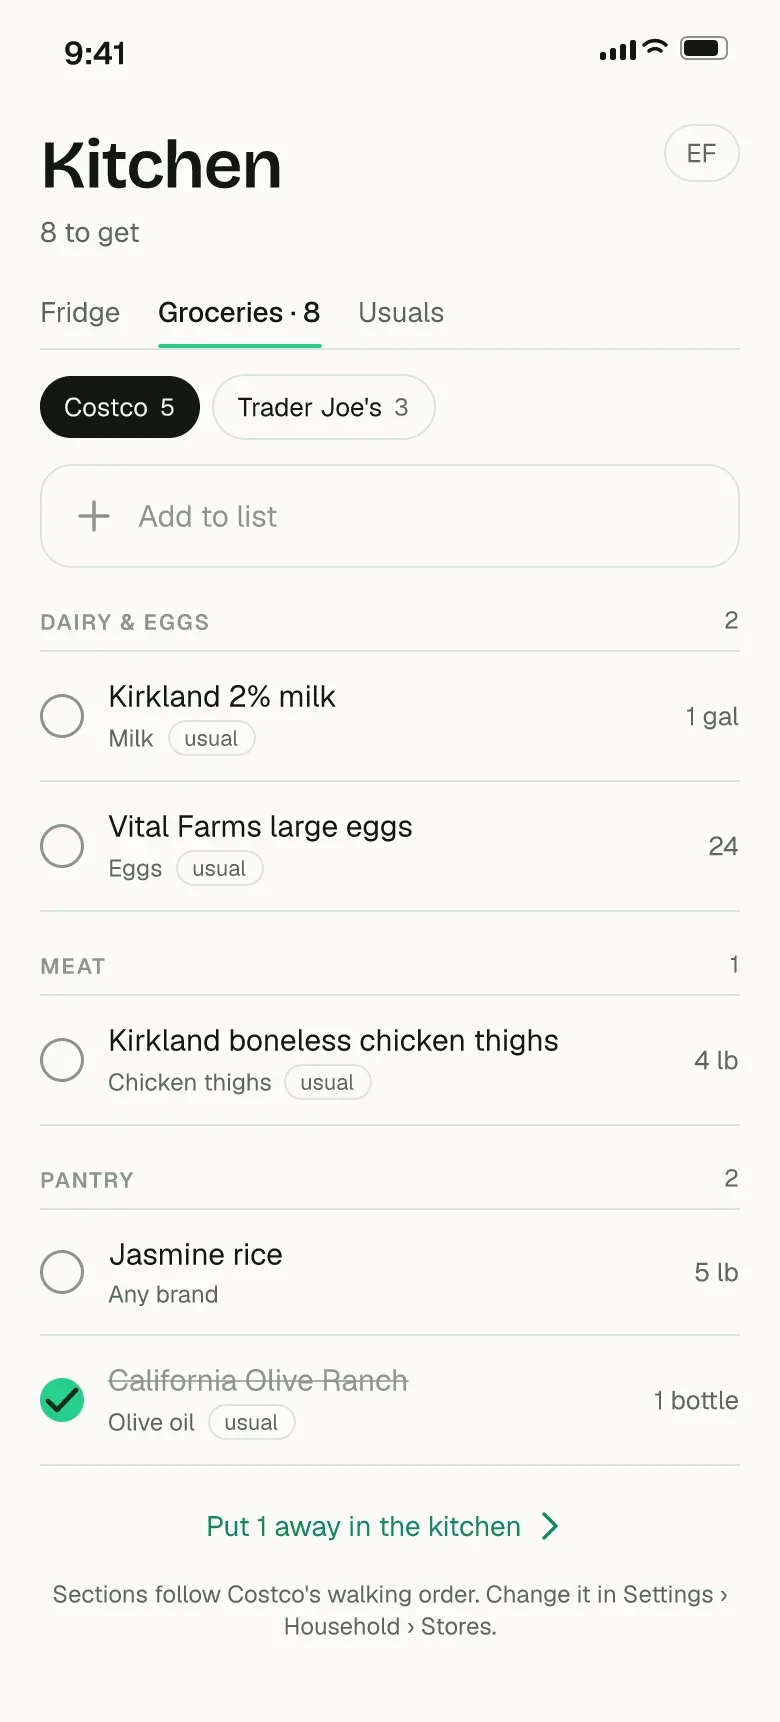 9:41
Kitchen
EF
8 to get
Fridge Groceries · 8 Usuals
Costco 5 Trader Joe's 3
Add to list
DAIRY & EGGS 2
Kirkland 2% milk
Milk usual 1 gal
Vital Farms large eggs
Eggs usual 24
MEAT 1
Kirkland boneless chicken thighs
Chicken thighs usual 4 lb
PANTRY 2
Jasmine rice
Any brand 5 lb
California Olive Ranch
Olive oil usual 1 bottle
Put 1 away in the kitchen
Sections follow Costco's walking order. Change it in Settings ›
Household › Stores.